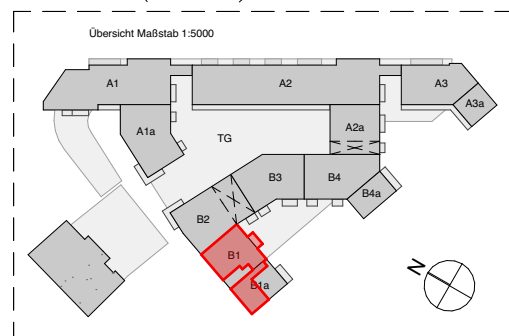 Übersicht Maßstab 1:5000
A1
A2
A3
A3a
A1a
A2a
TG
B3
B4
B4a
B2
B1
B1a
N